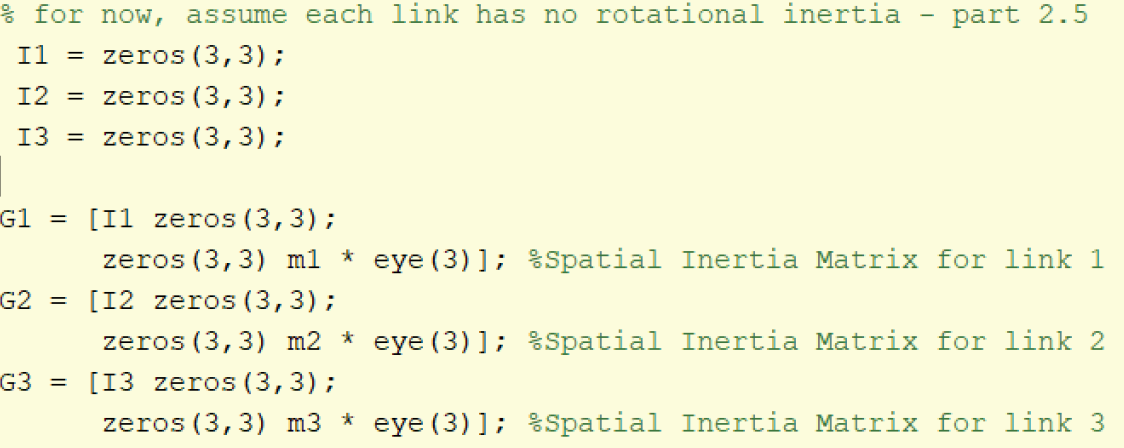 % for now, assume each link has no rotational inertia - part 2.5
I1 = zeros(3,3);
I2 = zeros(3,3);
I3 = zeros(3,3);
G1 = [I1 zeros(3,3);
zeros(3,3) m1 * eye(3)]; %Spatial Inertia Matrix for link 1
G2 = [I2 zeros(3,3);
zeros(3,3) m2 * eye(3)]; %Spatial Inertia Matrix for link 2
G3 = [I3 zeros(3,3);
zeros(3,3) m3 * eye(3)]; %Spatial Inertia Matrix for link 3